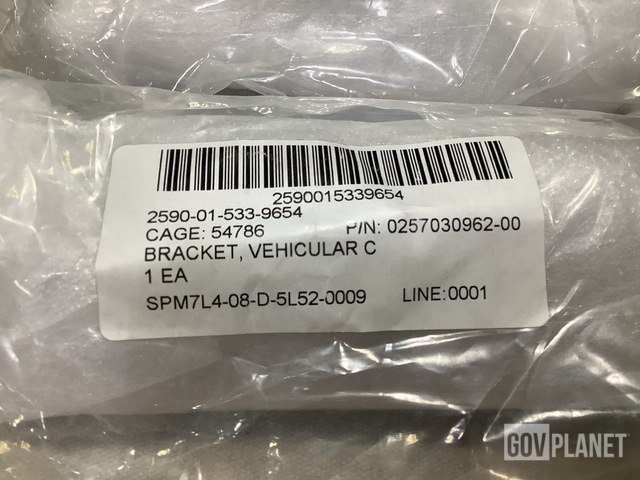 2590015339654
2590-01-533-9654
CAGE: 54786 P/N: 0257030962-00
BRACKET, VEHICULAR C
1 EA
SPM7L4-08-D-5L52-0009 LINE:0001
GOVPLANET